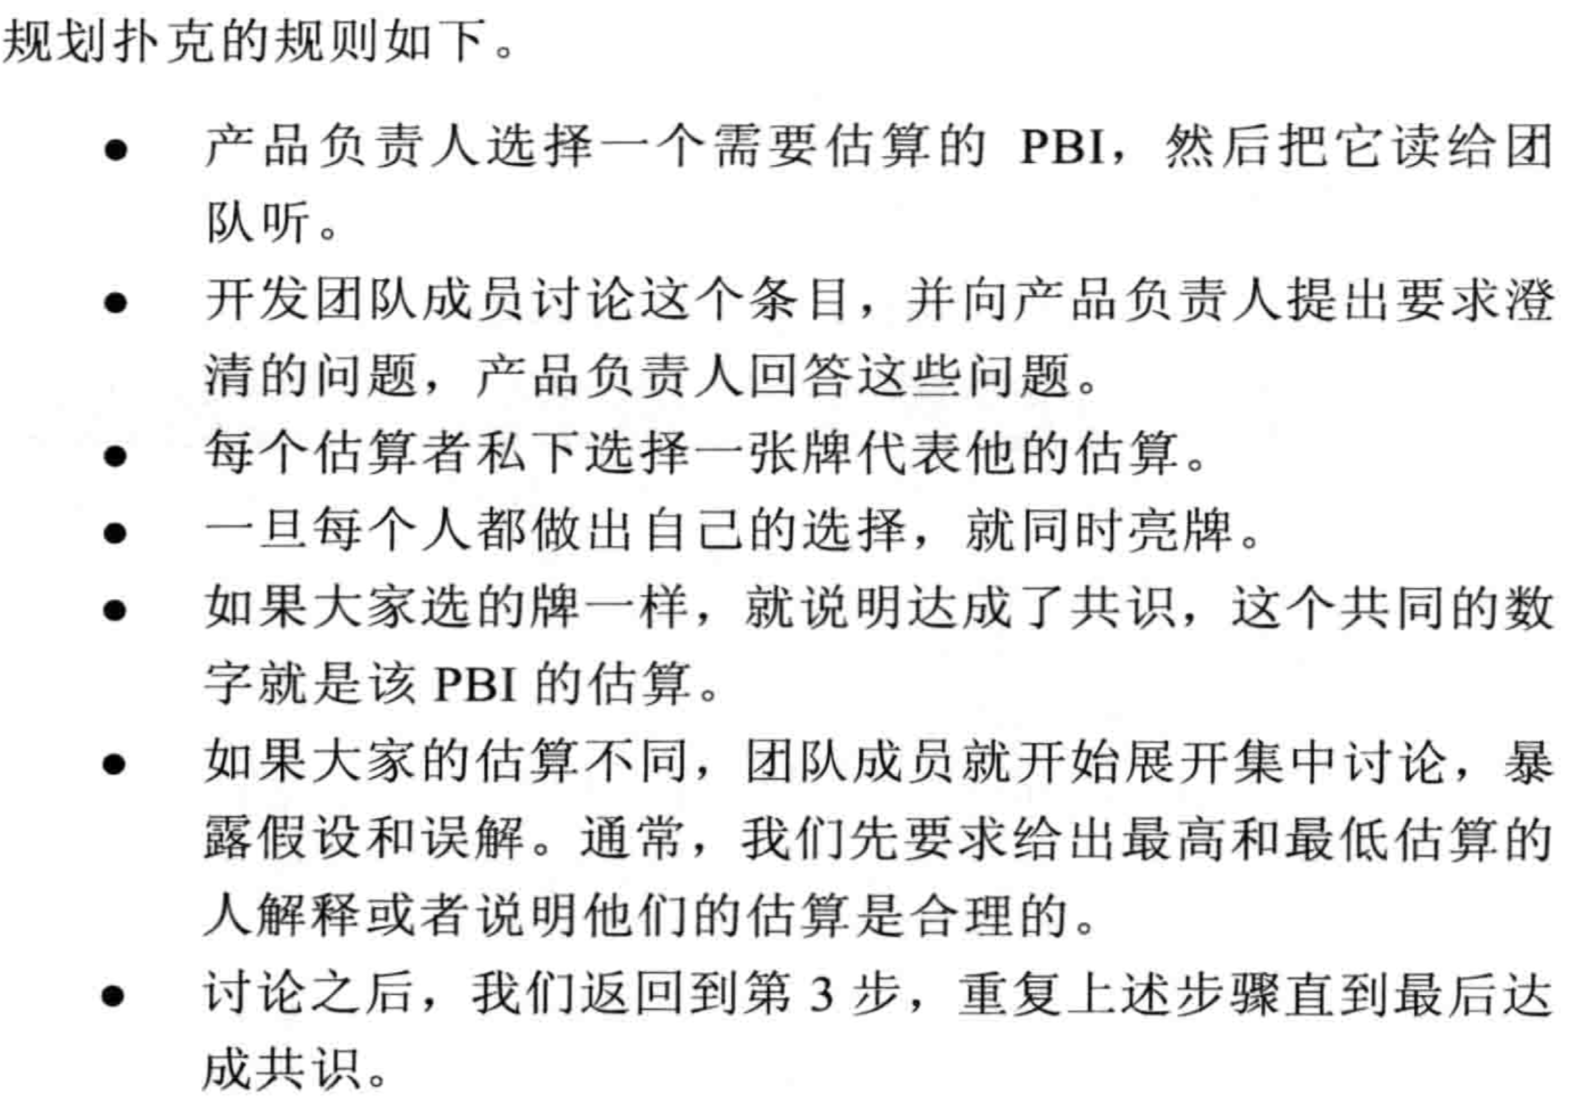 规划扑克的规则如下。
● 产品负责人选择一个需要估算的 PBI，然后把它读给团
队听。
● 开发团队成员讨论这个条目，并向产品负责人提出要求澄
清的问题，产品负责人回答这些问题。
● 每个估算者私下选择一张牌代表他的估算。
● 一旦每个人都做出自己的选择，就同时亮牌。
● 如果大家选的牌一样，就说明达成了共识，这个共同的数
字就是该 PBI 的估算。
● 如果大家的估算不同，团队成员就开始展开集中讨论，暴
露假设和误解。通常，我们先要求给出最高和最低估算的
人解释或者说明他们的估算是合理的。
● 讨论之后，我们返回到第 3 步，重复上述步骤直到最后达
成共识。